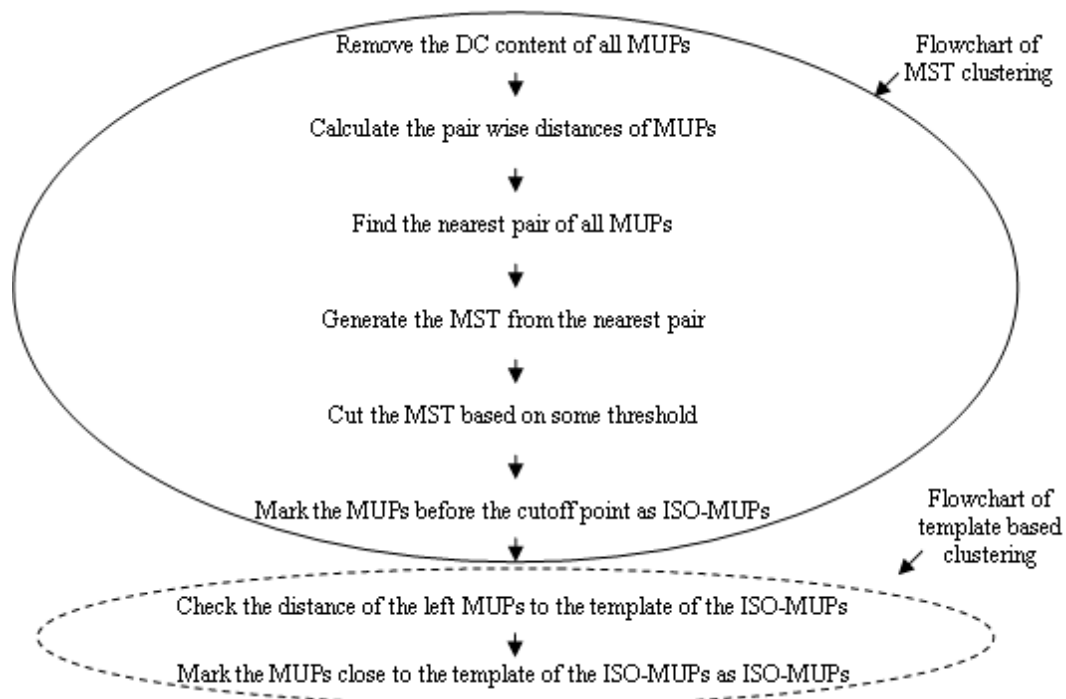 Remove the DC content of all MUPs
Flowchart of
MST clustering
Calculate the pair wise distances of MUPs
Find the nearest pair of all MUPs
Generate the MST from the nearest pair
Cut the MST based on some threshold
Mark the MUPs before the cutoff point as ISO-MUPs
Flowchart of
template based
clustering
Check the distance of the left MUPs to the template of the ISO-MUPs
Mark the MUPs close to the template of the ISO-MUPs as ISO-MUPs